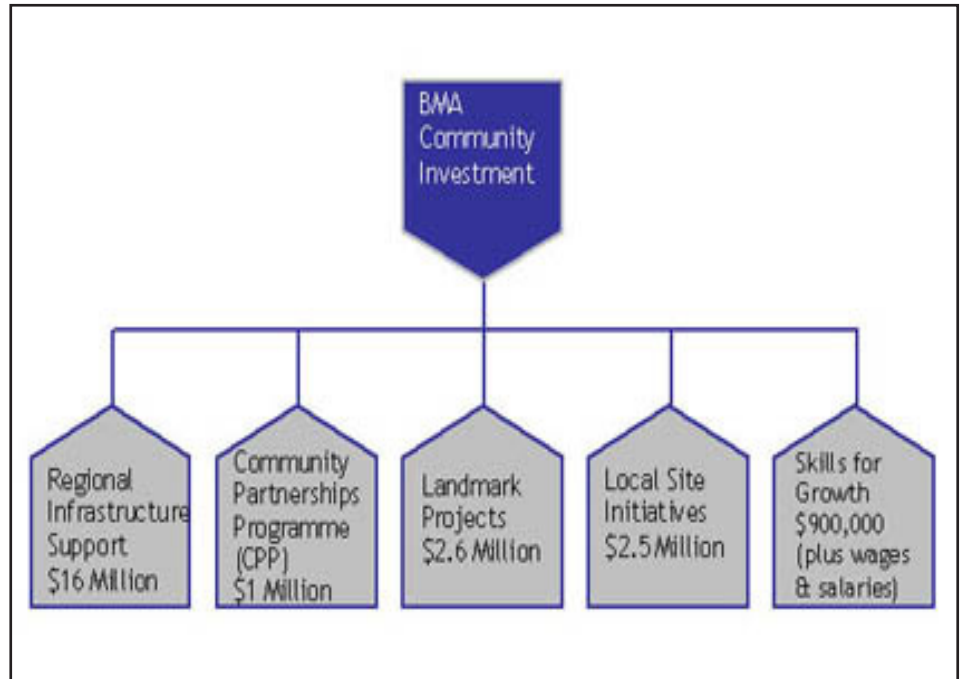 BMA
Community
Investment
Regional
Infrastructure
Support
$16 Million
Community
Partnerships
Programme
(CPP)
$1 Million
Landmark
Projects
$2.6 Million
Local Site
Initiatives
$2.5 Million
Skills for
Growth
$900,000
(plus wages
& salaries)